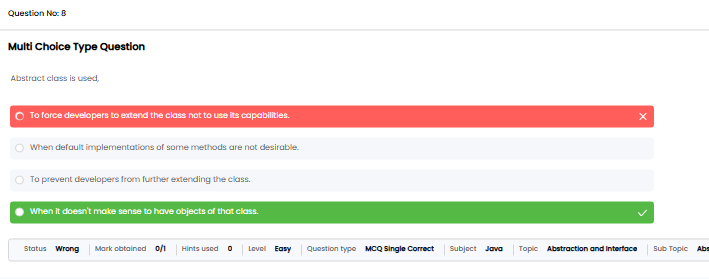 Question No: 8
Multi Choice Type Question
Abstract class is used,
To force developers to extend the class not to use its capabilities.
When default implementations of some methods are not desirable.
To prevent developers from further extending the class.
When it doesn't make sense to have objects of that class.
Status Wrong Mark obtained 0/1 Hints used 0 Level Easy Question type MCQ Single Correct Subject Java Topic Abstraction and Interface Sub Topic Abs